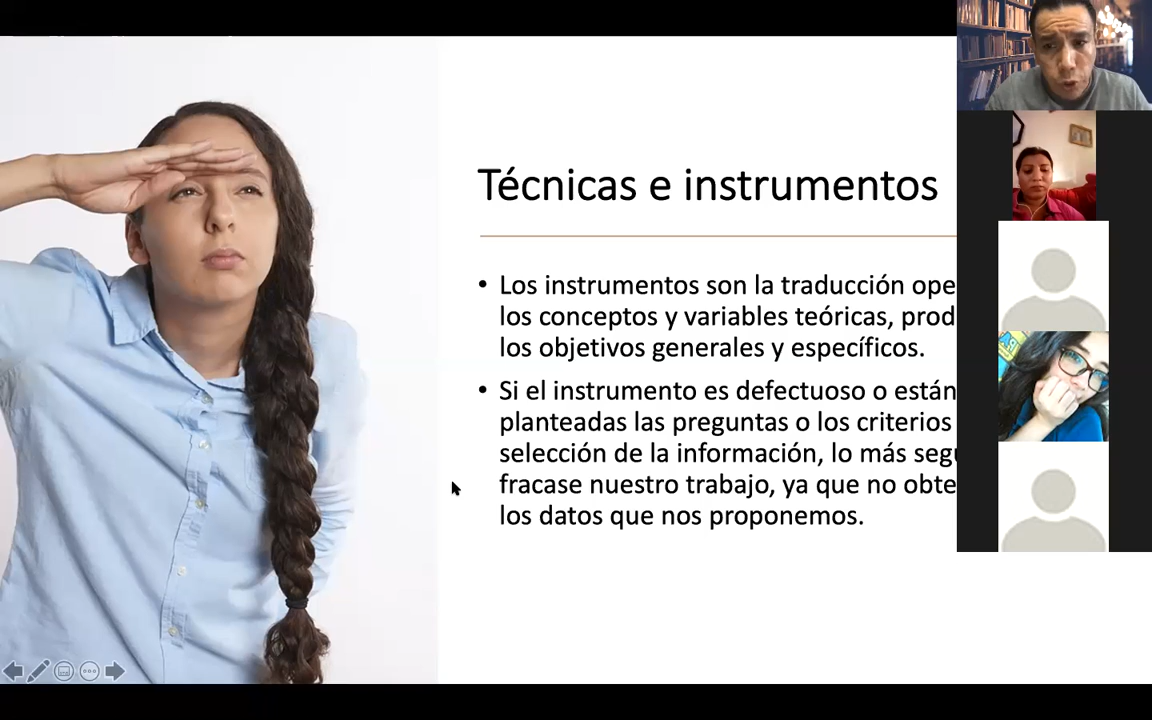 Técnicas e instrumentos
• Los instrumentos son la traducción ope
los conceptos y variables teóricas, prod
los objetivos generales y específicos.
• Si el instrumento es defectuoso o están
planteadas las preguntas o los criterios
selección de la información, lo más segu
fracase nuestro trabajo, ya que no obte
los datos que nos proponemos.